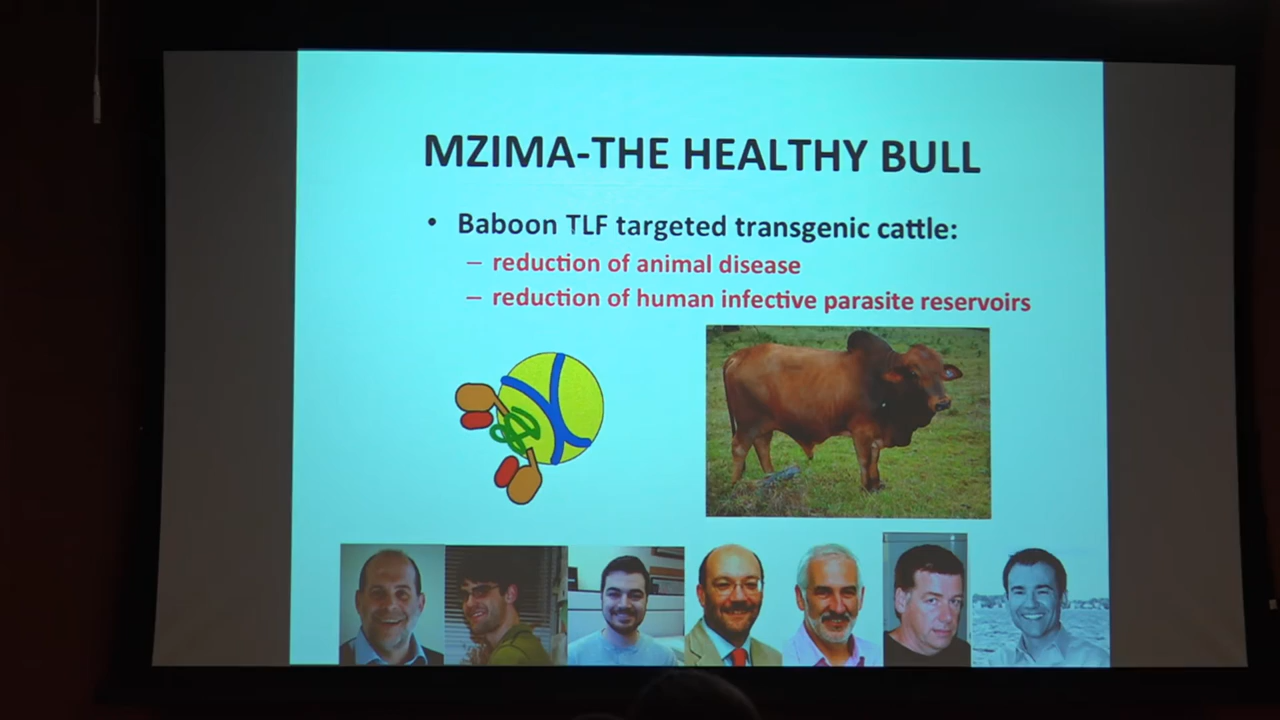 MZIMA-THE HEALTHY BULL
• Baboon TLF targeted transgenic cattle:
– reduction of animal disease
– reduction of human infective parasite reservoirs